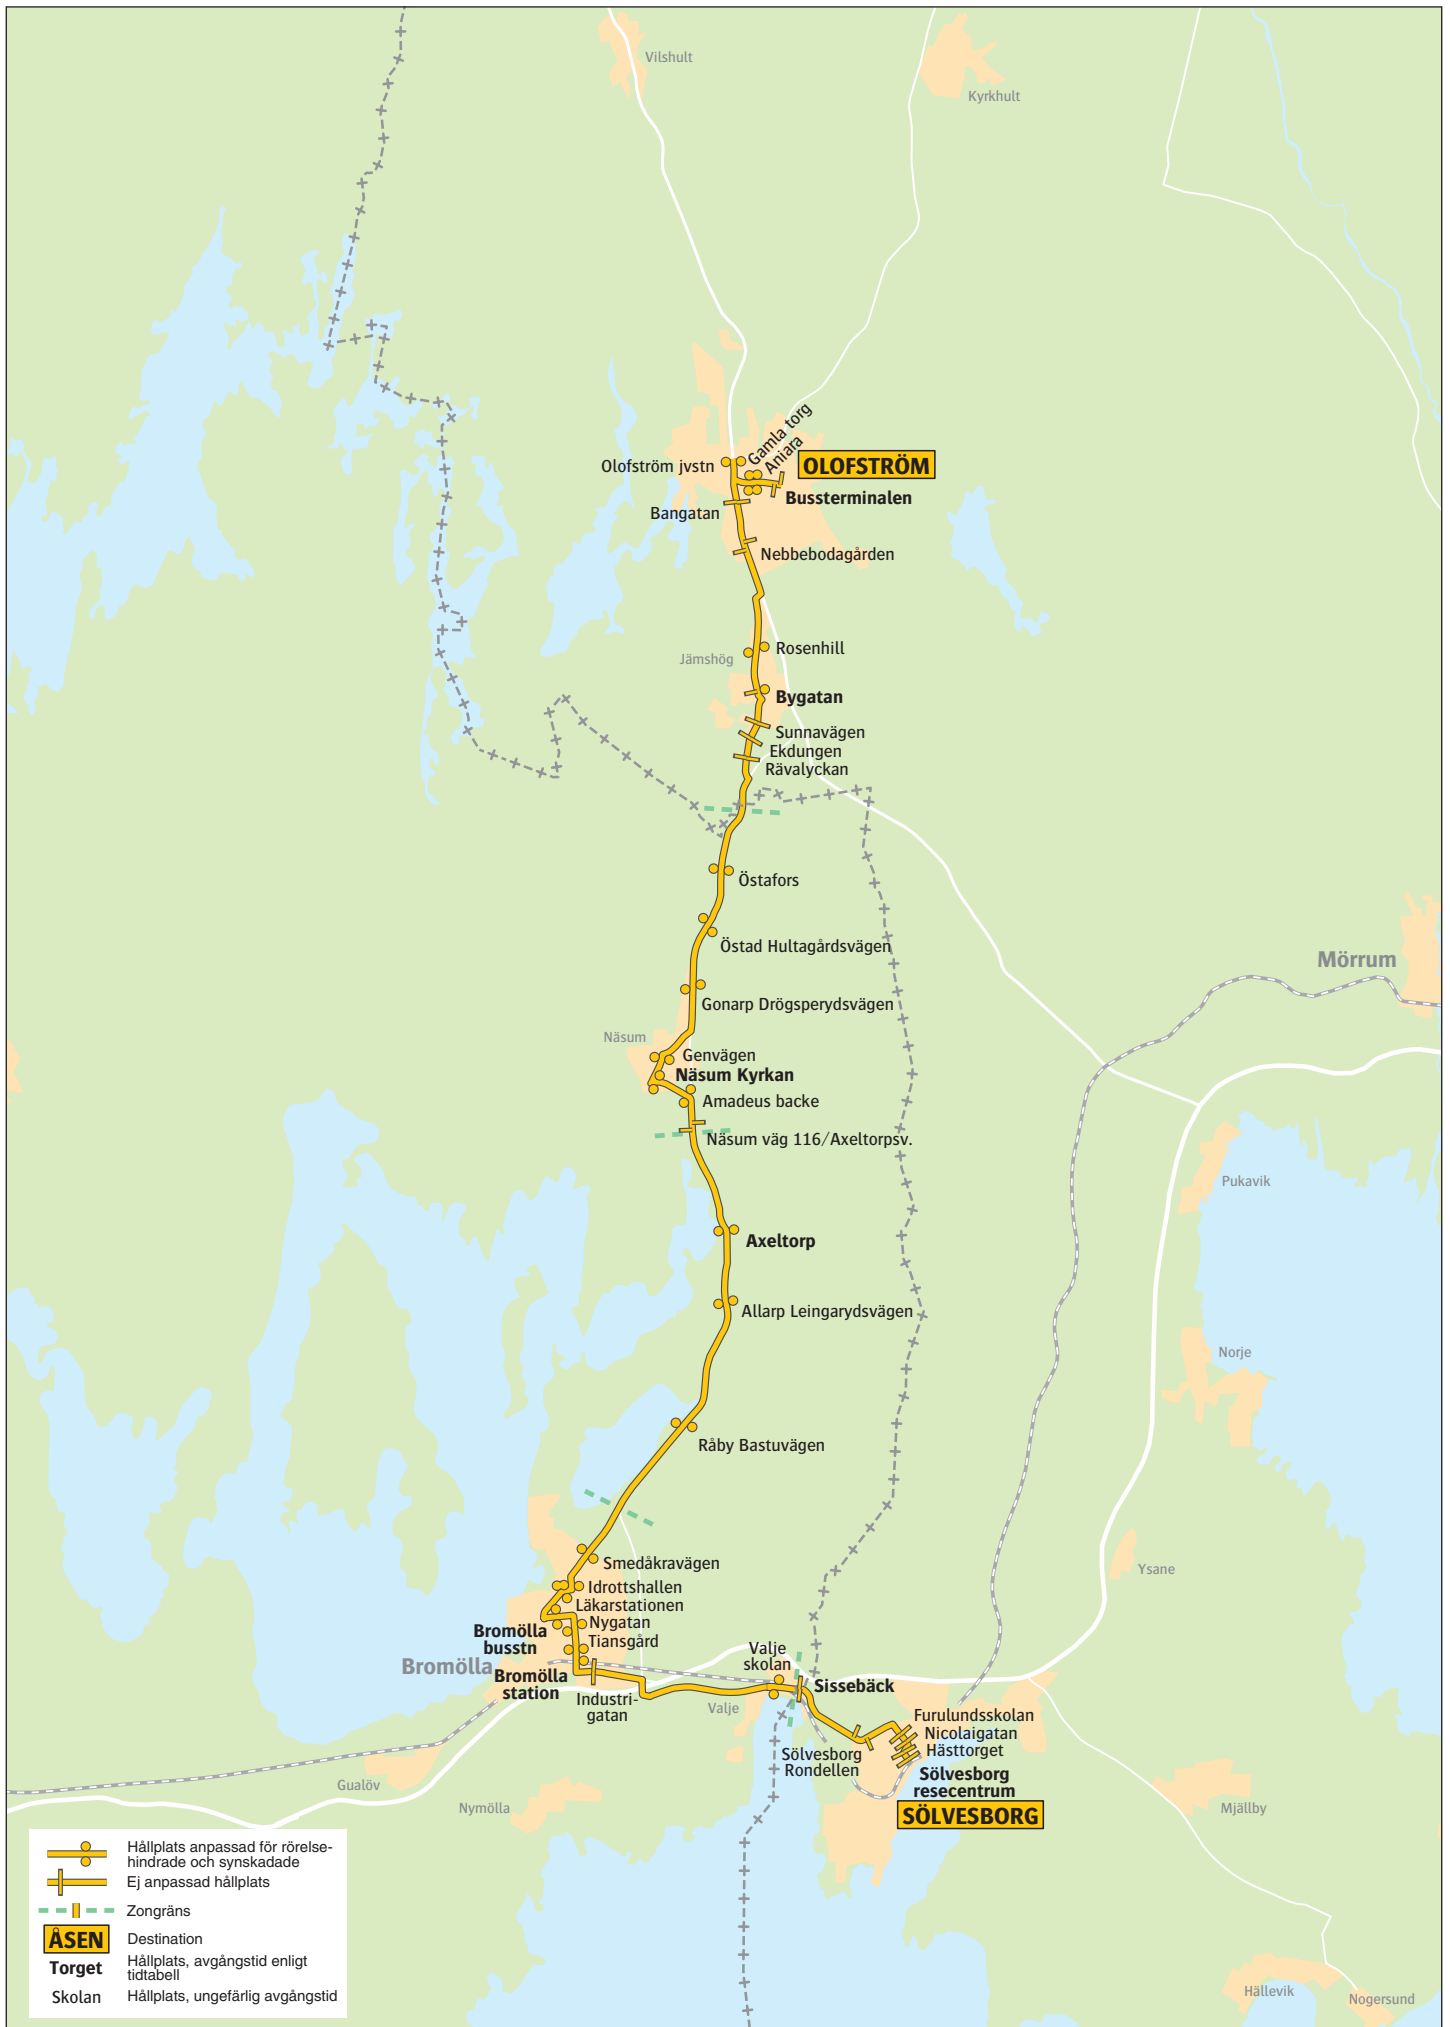 Vilshult
Kyrkhult
Gamla torg
Aniara
Olofström jvstn
OLOFSTRÖM
Bussterminalen
Bangatan
Nebbebodagården
Rosenhill
Jämshög
Bygatan
Sunnavägen
Ekdungen
Rävalyckan
Östafors
Östad Hultagårdsvägen
Mörrum
Gonarp Drögsperydsvägen
Näsum
Genvägen
Näsum Kyrkan
Amadeus backe
Näsum väg 116/Axeltorpsv.
Pukavik
Axeltorp
Allarp Leingarydsvägen
Norje
Råby Bastuvägen
Smedåkravägen
Ysane
Idrottshallen
Läkarstationen
Nygatan
Bromölla
busstn
Tiansgård
Bromölla
Bromölla
station
Valje
skolan
Sissebäck
Industri-
gatan
Valje
Furulundsskolan
Nicolaigatan
Hästtorget
Sölvesborg
Rondellen
Sölvesborg
resecentrum
SÖLVESBORG
Gualöv
Nymölla
Mjällby
Hällevik
Nogersund
Hållplats anpassad för rörelse-
hindrade och synskadade
Ej anpassad hållplats
Zongräns
ÅSEN
Destination
Torget
Hållplats, avgångstid enligt
tidtabell
Skolan
Hållplats, ungefärlig avgångstid